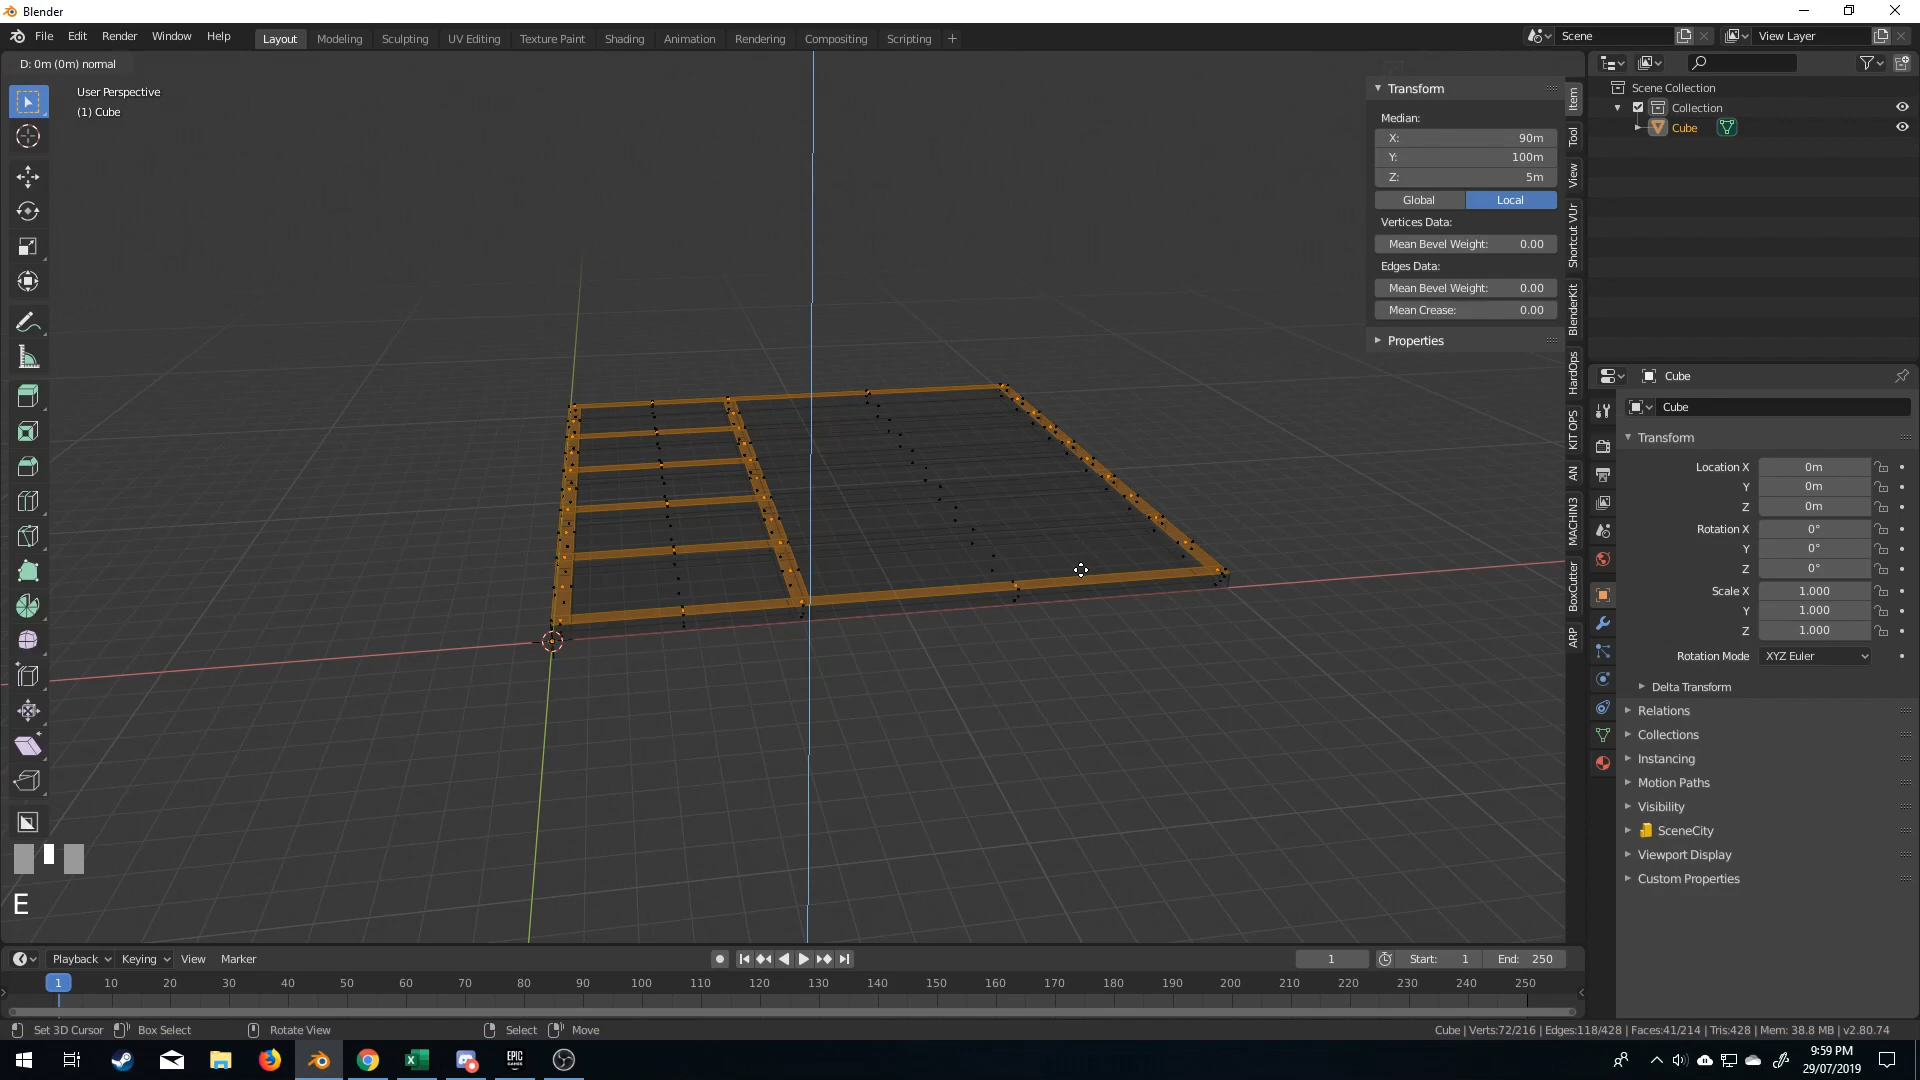 Blender
File Edit Render Window Help
Layout Modeling Sculpting UV Editing Texture Paint Shading Animation Rendering Compositing Scripting +
Scene
View Layer
D: 0m (0m) normal
User Perspective
(1) Cube
Transform
Median:
X: 90m
Y: 100m
Z: 5m
Global Local
Vertices Data:
Mean Bevel Weight: 0.00
Edges Data:
Mean Bevel Weight: 0.00
Mean Crease: 0.00
Properties
Item
Tool
View
Shortcut VUr
BlenderKit
HardOps
KIT OPS
AN
MACHIN3
BoxCutter
ARP
Scene Collection
Collection
Cube
Cube
Cube
Transform
Location X 0m
Y 0m
Z 0m
Rotation X 0°
Y 0°
Z 0°
Scale X 1.000
Y 1.000
Z 1.000
Rotation Mode XYZ Euler
Delta Transform
Relations
Collections
Instancing
Motion Paths
Visibility
SceneCity
Viewport Display
Custom Properties
E
Playback Keying View Marker
1 Start: 1 End: 250
1 10 20 30 40 50 60 70 80 90 100 110 120 130 140 150 160 170 180 190 200 210 220 230 240 250
Set 3D Cursor Box Select Rotate View Select Move
Cube | Verts:72/216 | Edges:118/428 | Faces:41/214 | Tris:428 | Mem: 38.8 MB | v2.80.74
EPIC
GAMES
9:59 PM
29/07/2019